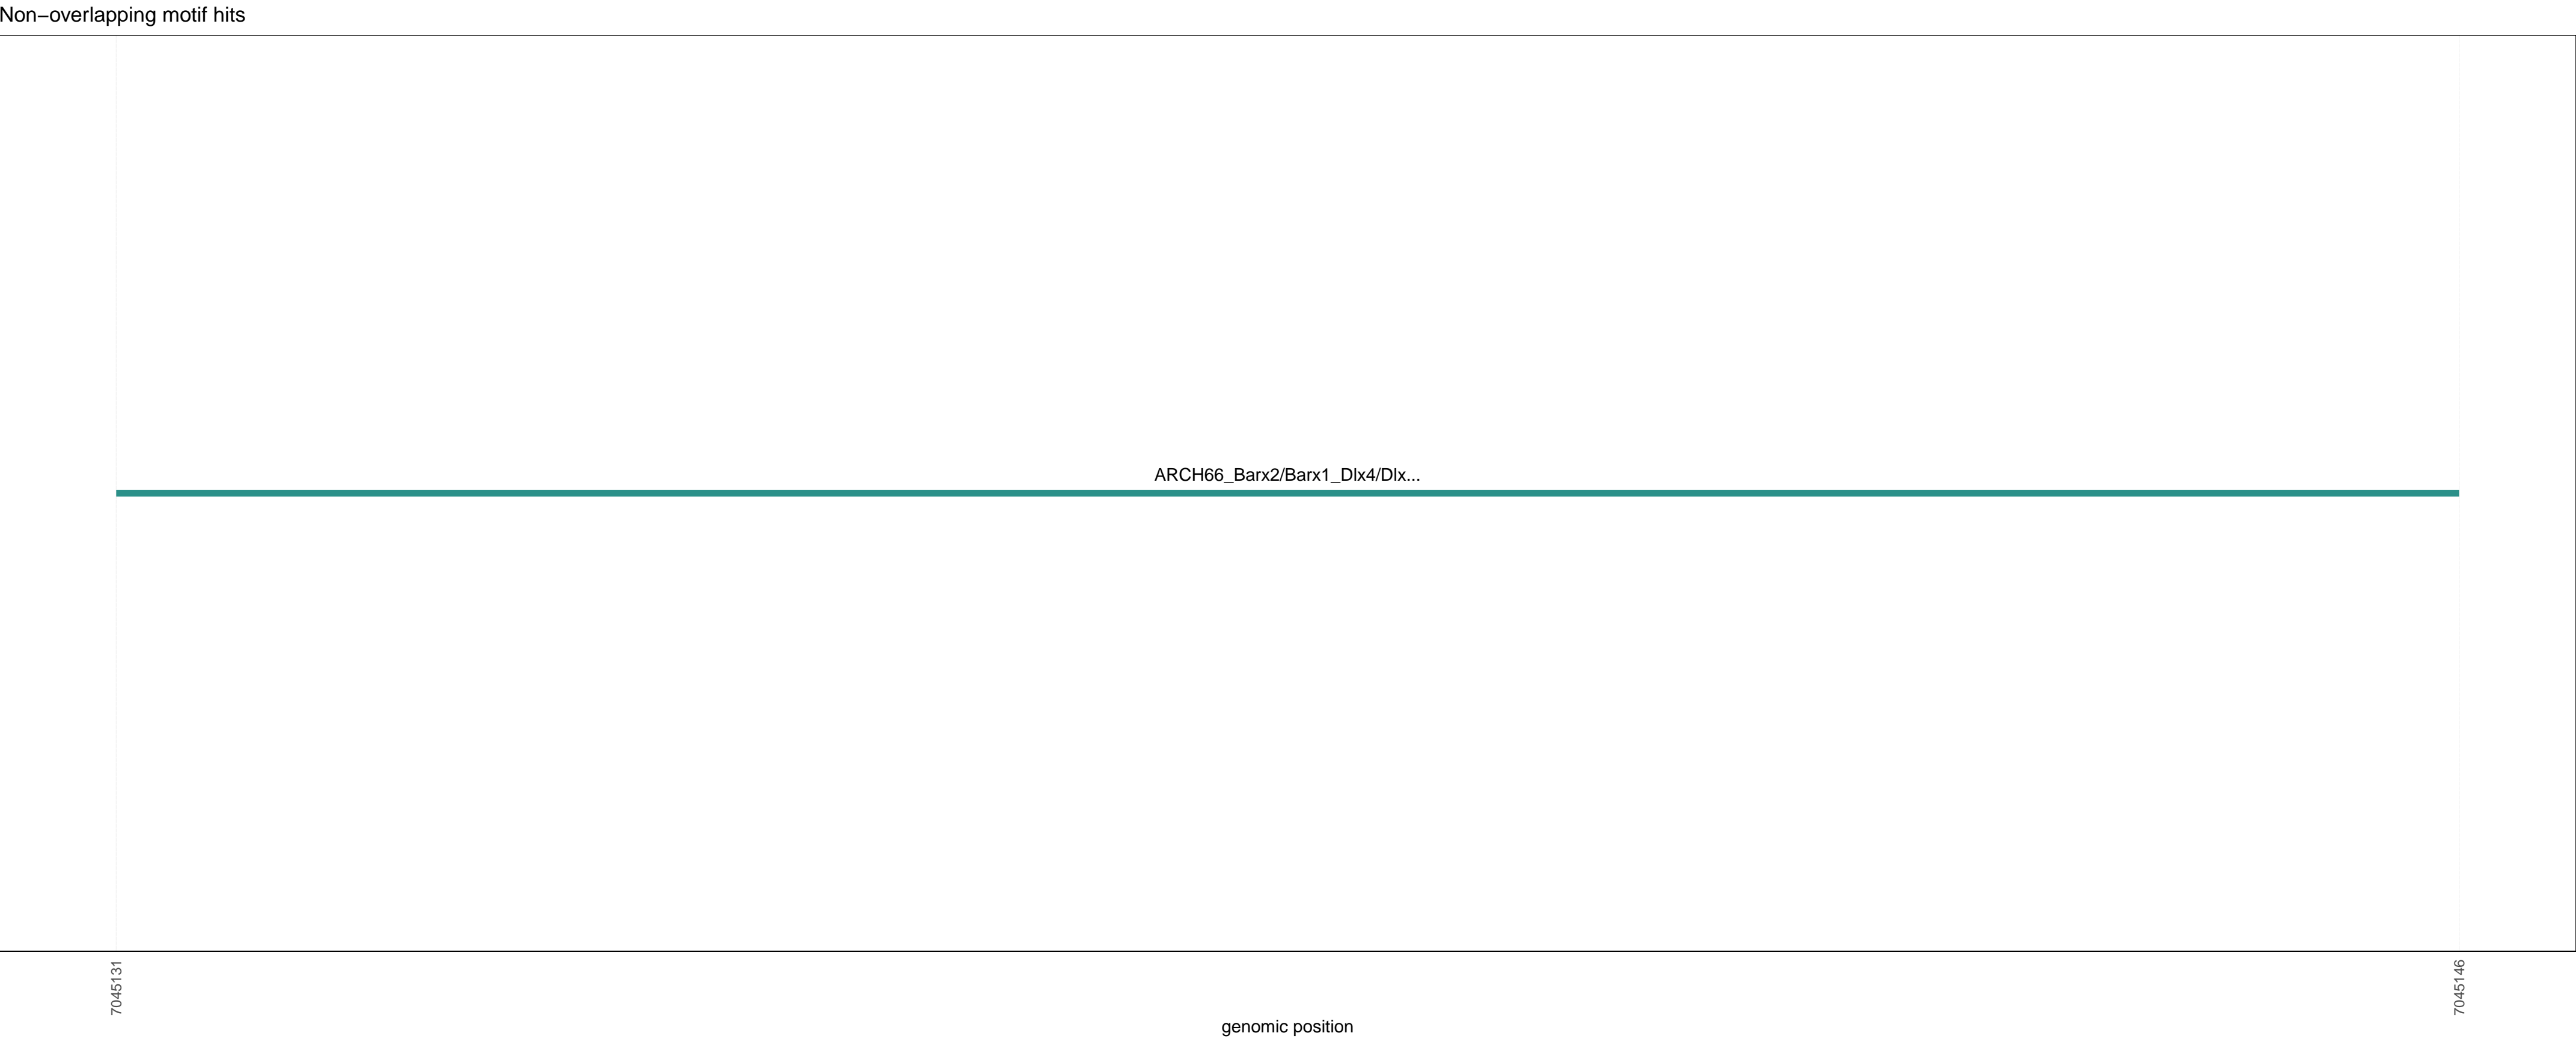 Non−overlapping motif hits
ARCH66_Barx2/Barx1_Dlx4/Dlx...
7045131
7045146
genomic position